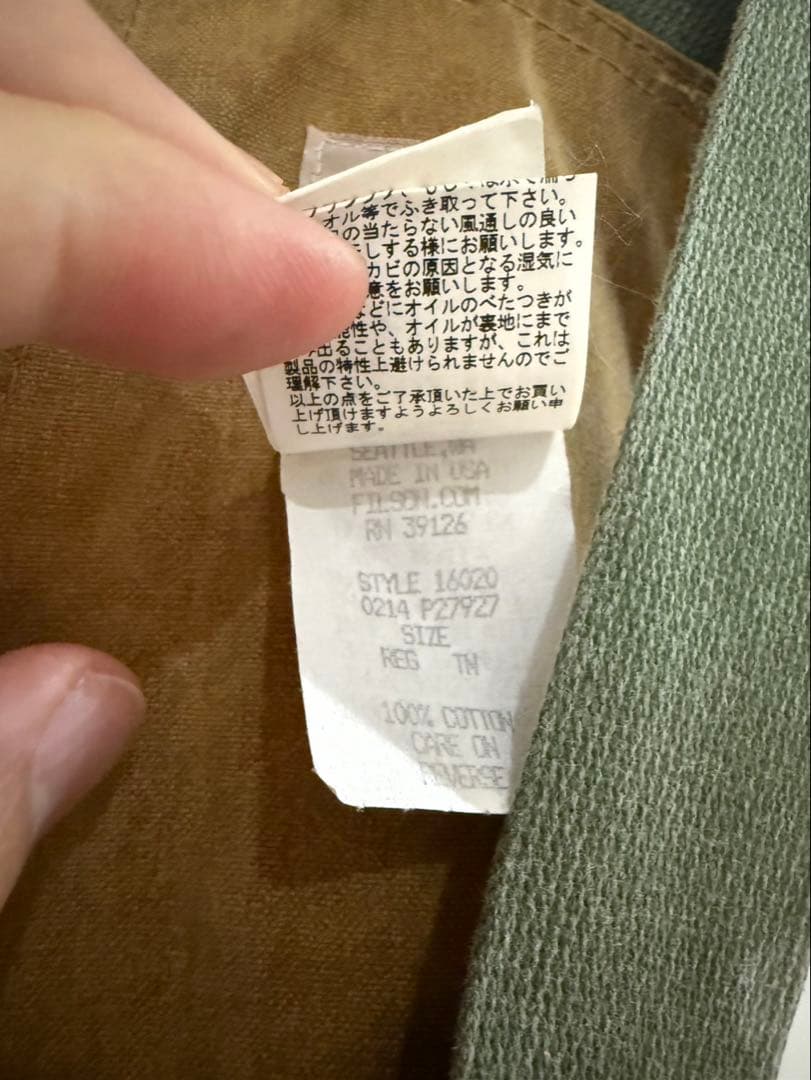 オル等でふき取って下さい。
の当たらない風通しの良い
しする様にお願いします。
カビの原因となる湿気に
意をお願いします。
どにオイルのべたつきが
能性や、オイルが裏地にまで
出ることもありますが、これは
製品の特性上避けられませんのでご
理解下さい。
以上の点をご了承頂いた上でお買い
上げ頂けますようよろしくお願い申
し上げます。
SEATTLE,WA
MADE IN USA
FILSON.COM
RN 39126
STYLE 16020
0214 P27927
SIZE
REG TN
100% COTTON
CARE ON
REVERSE